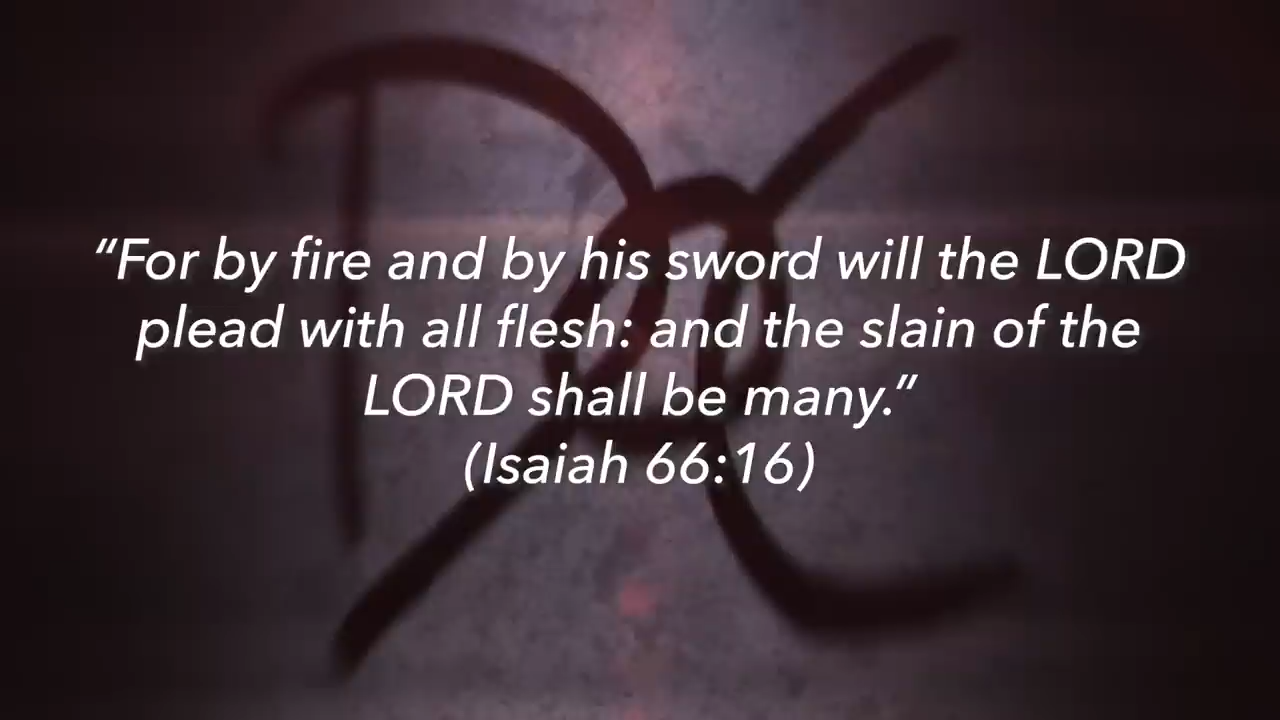 “For by fire and by his sword will the LORD
plead with all flesh: and the slain of the
LORD shall be many.”
(Isaiah 66:16)